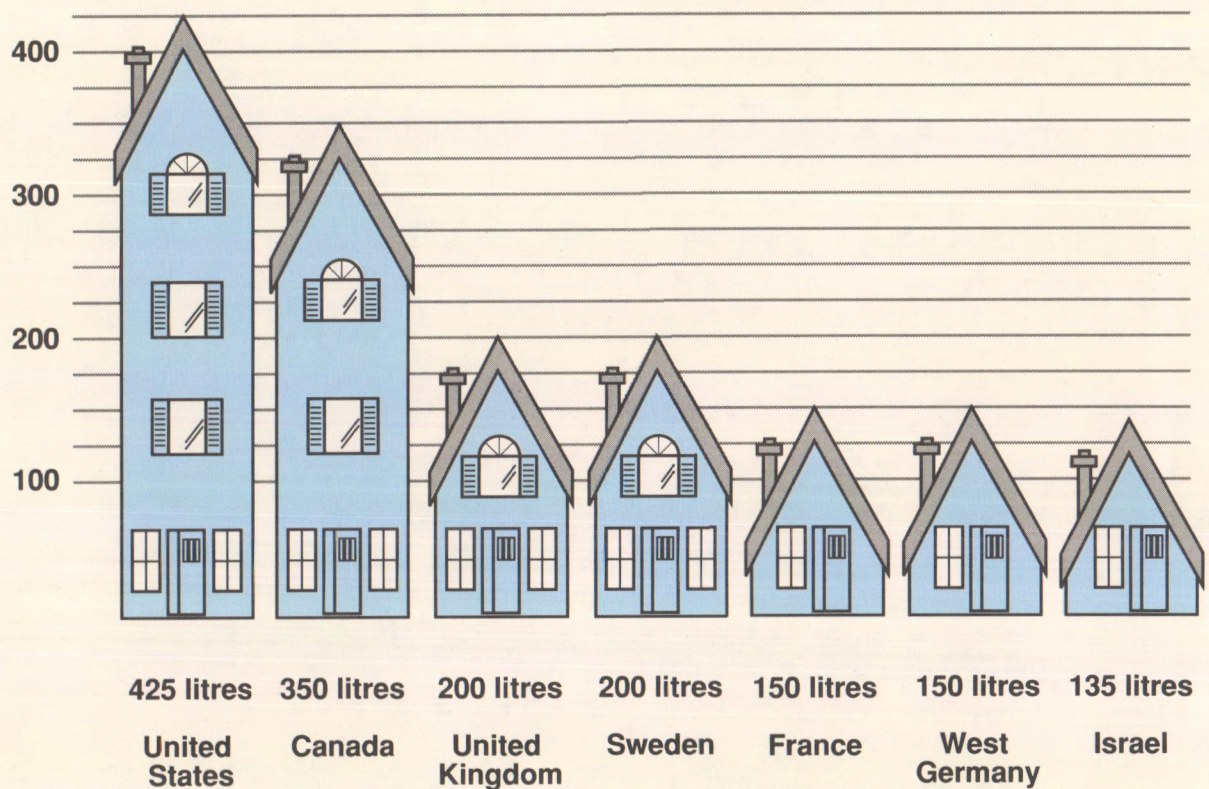 400
300
200
100
425 litres 350 litres 200 litres 200 litres 150 litres 150 litres 135 litres
United States Canada United Kingdom Sweden France West Germany Israel